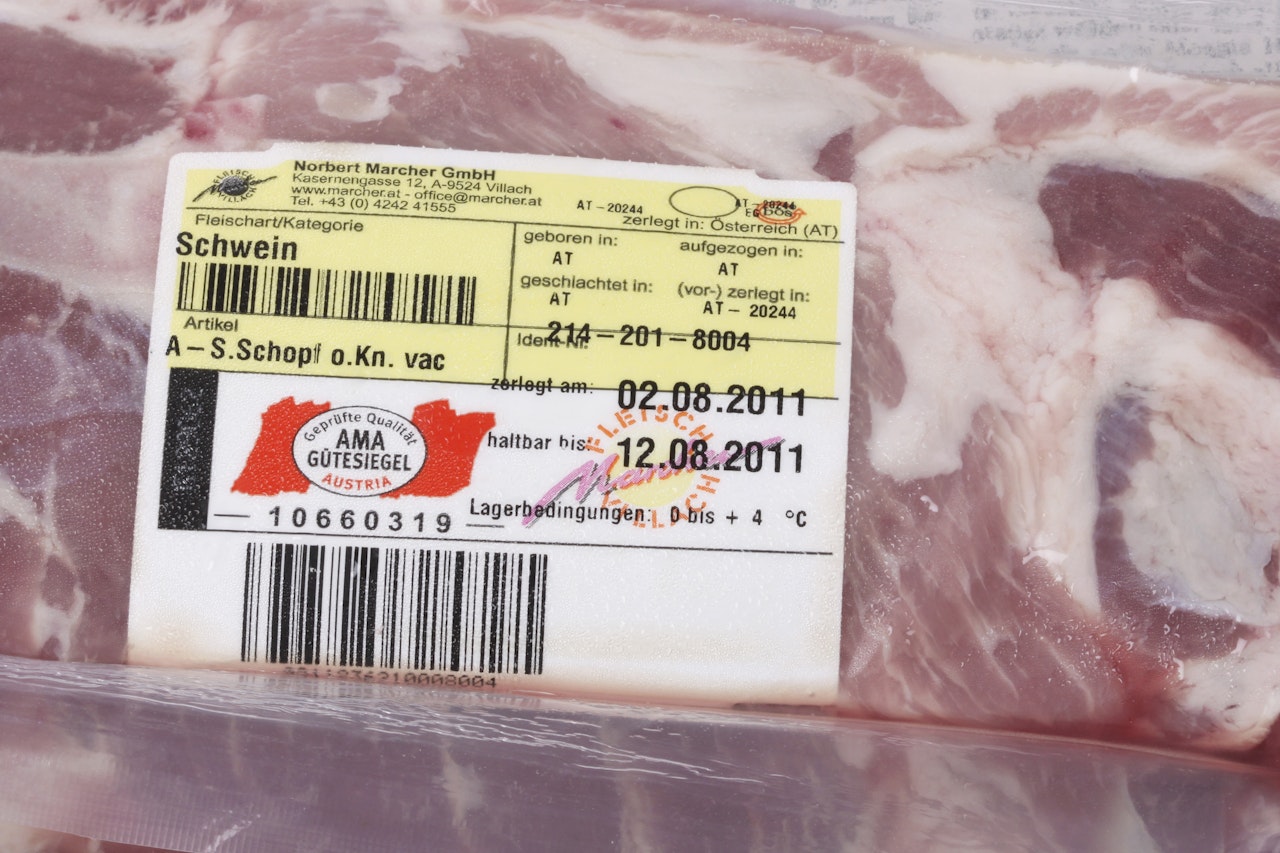 Norbert Marcher GmbH
Kasernengasse 12, A-9524 Villach
www.marcher.at - office@marcher.at
Tel. +43 (0) 4242 41555
AT - 20244
AT - 20244
EG
bos
zerlegt in: Österreich (AT)
Fleischart/Kategorie
Schwein
geboren in:
AT
aufgezogen in:
AT
geschlachtet in:
AT
(vor-) zerlegt in:
AT - 20244
Artikel
A - S.Schopf o.Kn. vac
Ident-Nr.
214-201-8004
zerlegt am: 02.08.2011
haltbar bis: 12.08.2011
Lagerbedingungen: 0 bis + 4 °C
Geprüfte Qualität
AMA
GÜTESIEGEL
AUSTRIA
FLEISCH
Marcher
VILLACH
— 10660319 —